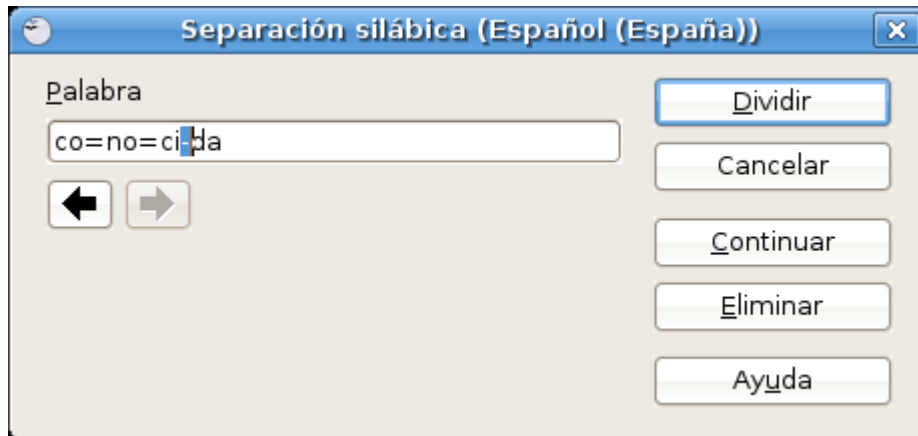 Separación silábica (Español (España))
Palabra
co=no=ci-da
Dividir
Cancelar
Continuar
Eliminar
Ayuda